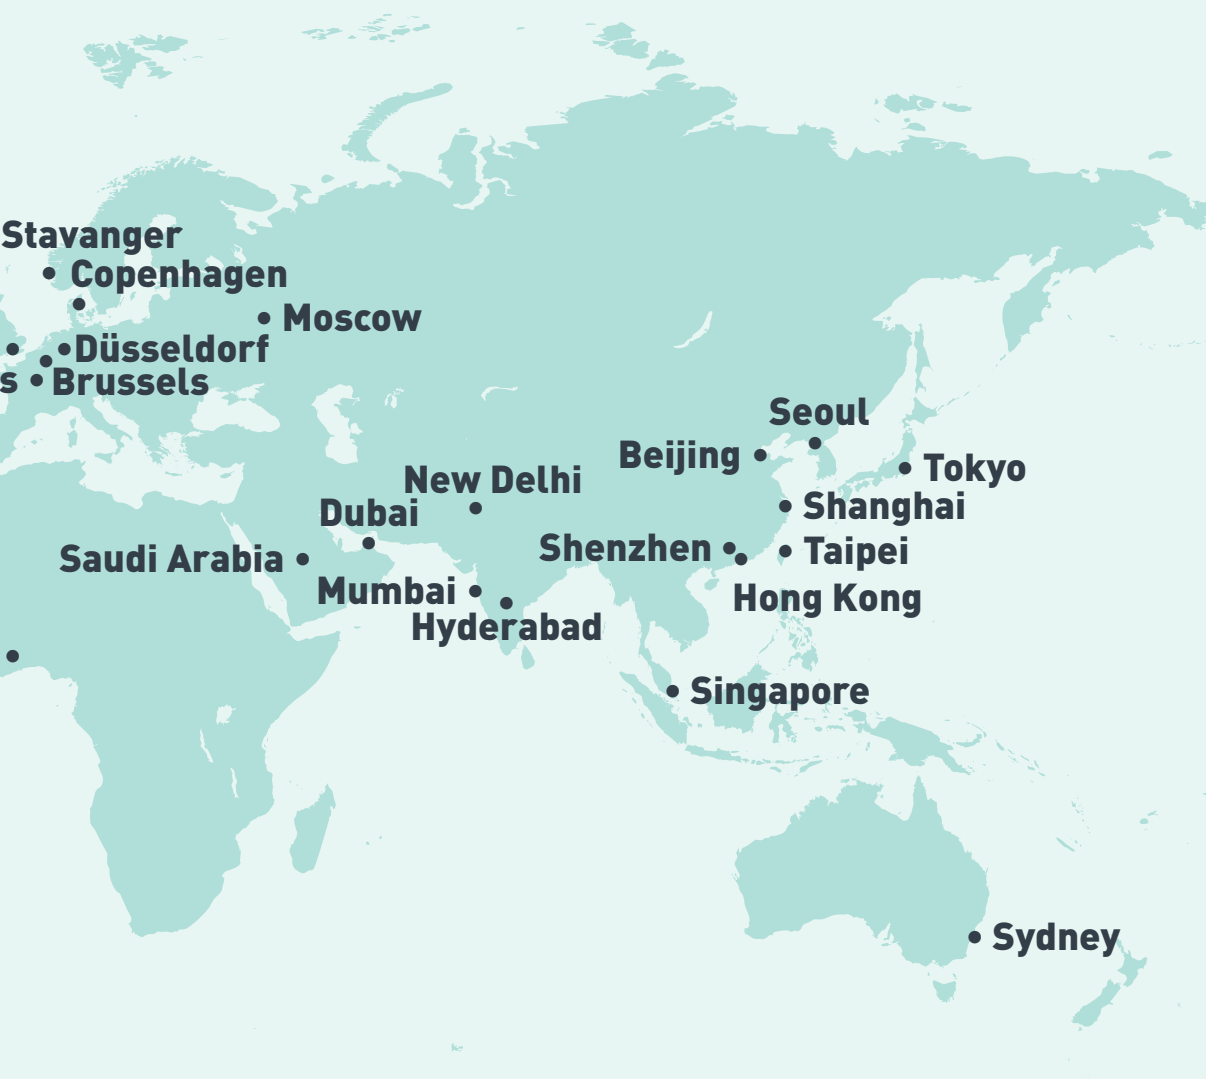 Stavanger
Copenhagen
Moscow
Düsseldorf
s
Brussels
Seoul
Beijing
Tokyo
New Delhi
Shanghai
Dubai
Shenzhen
Taipei
Saudi Arabia
Mumbai
Hong Kong
Hyderabad
Singapore
Sydney